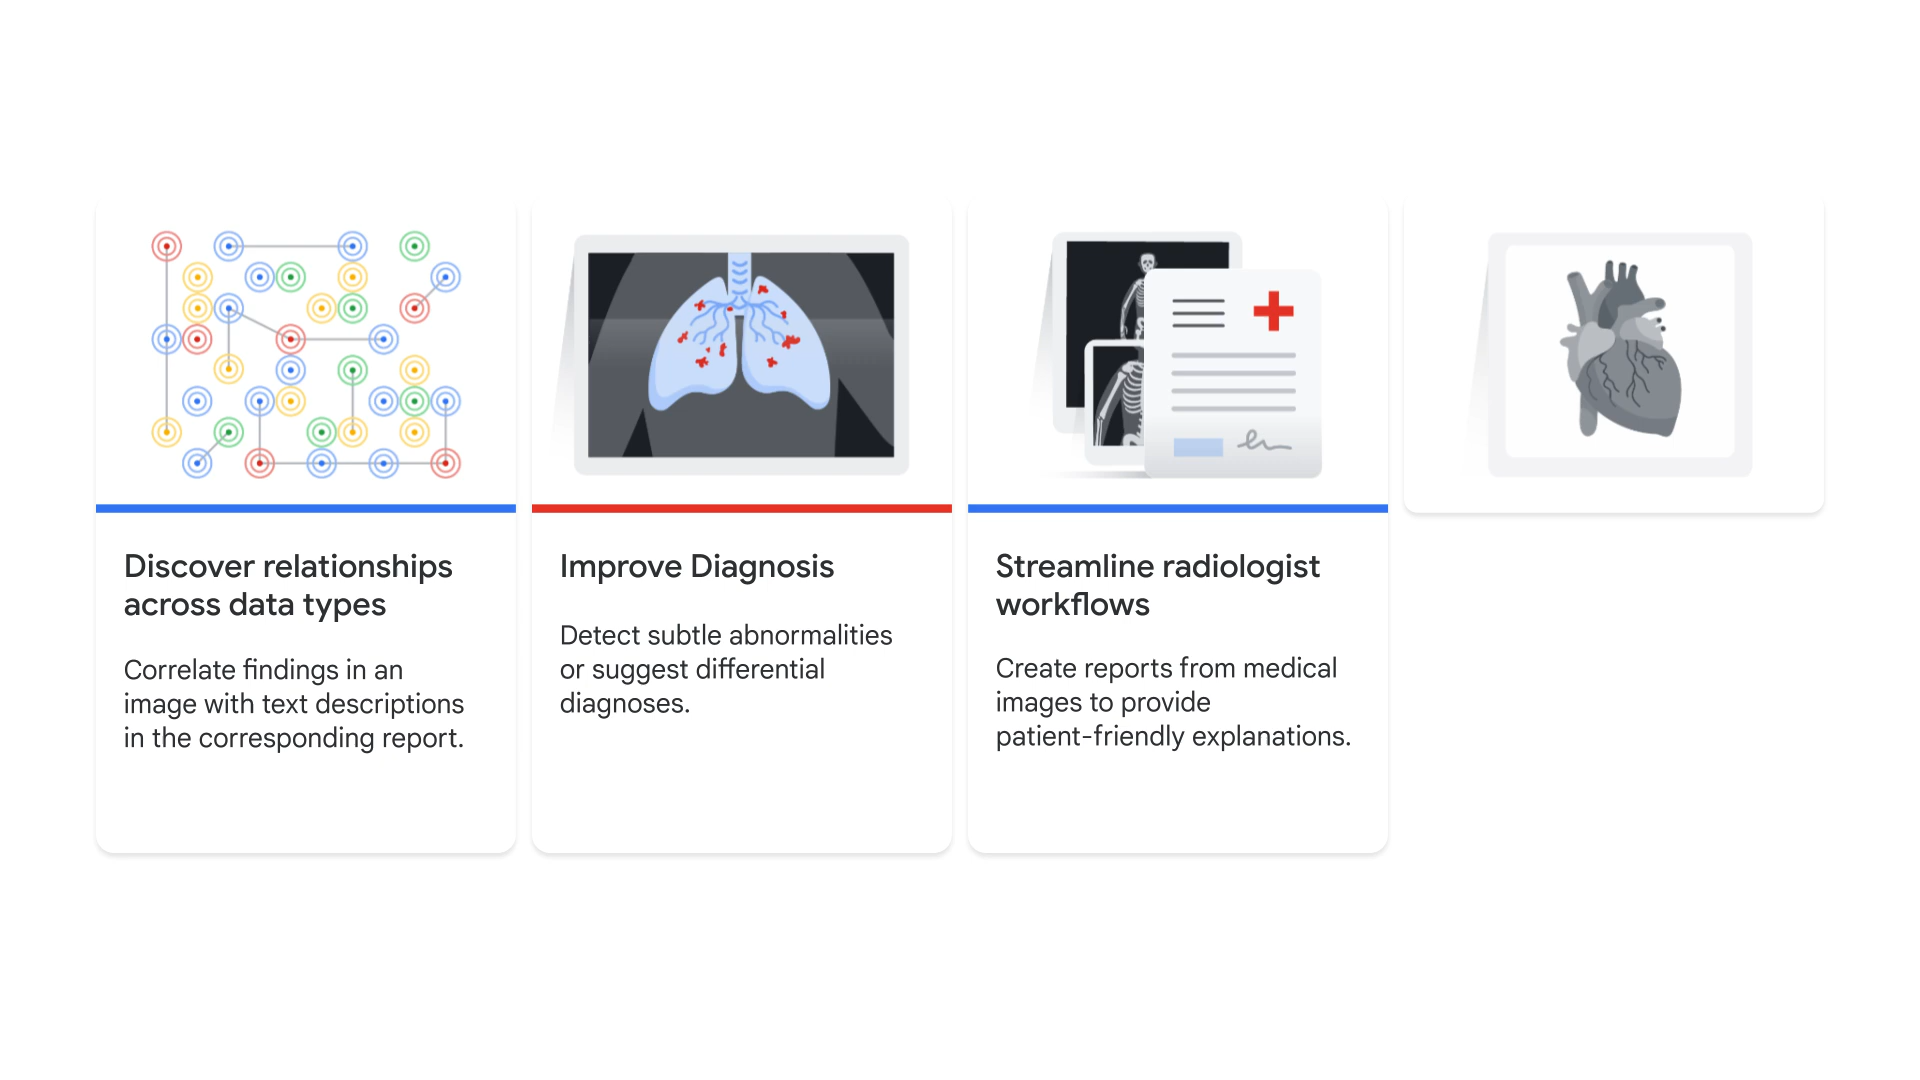 Discover relationships
across data types
Correlate findings in an
image with text descriptions
in the corresponding report.
Improve Diagnosis
Detect subtle abnormalities
or suggest differential
diagnoses.
Streamline radiologist
workflows
Create reports from medical
images to provide
patient-friendly explanations.